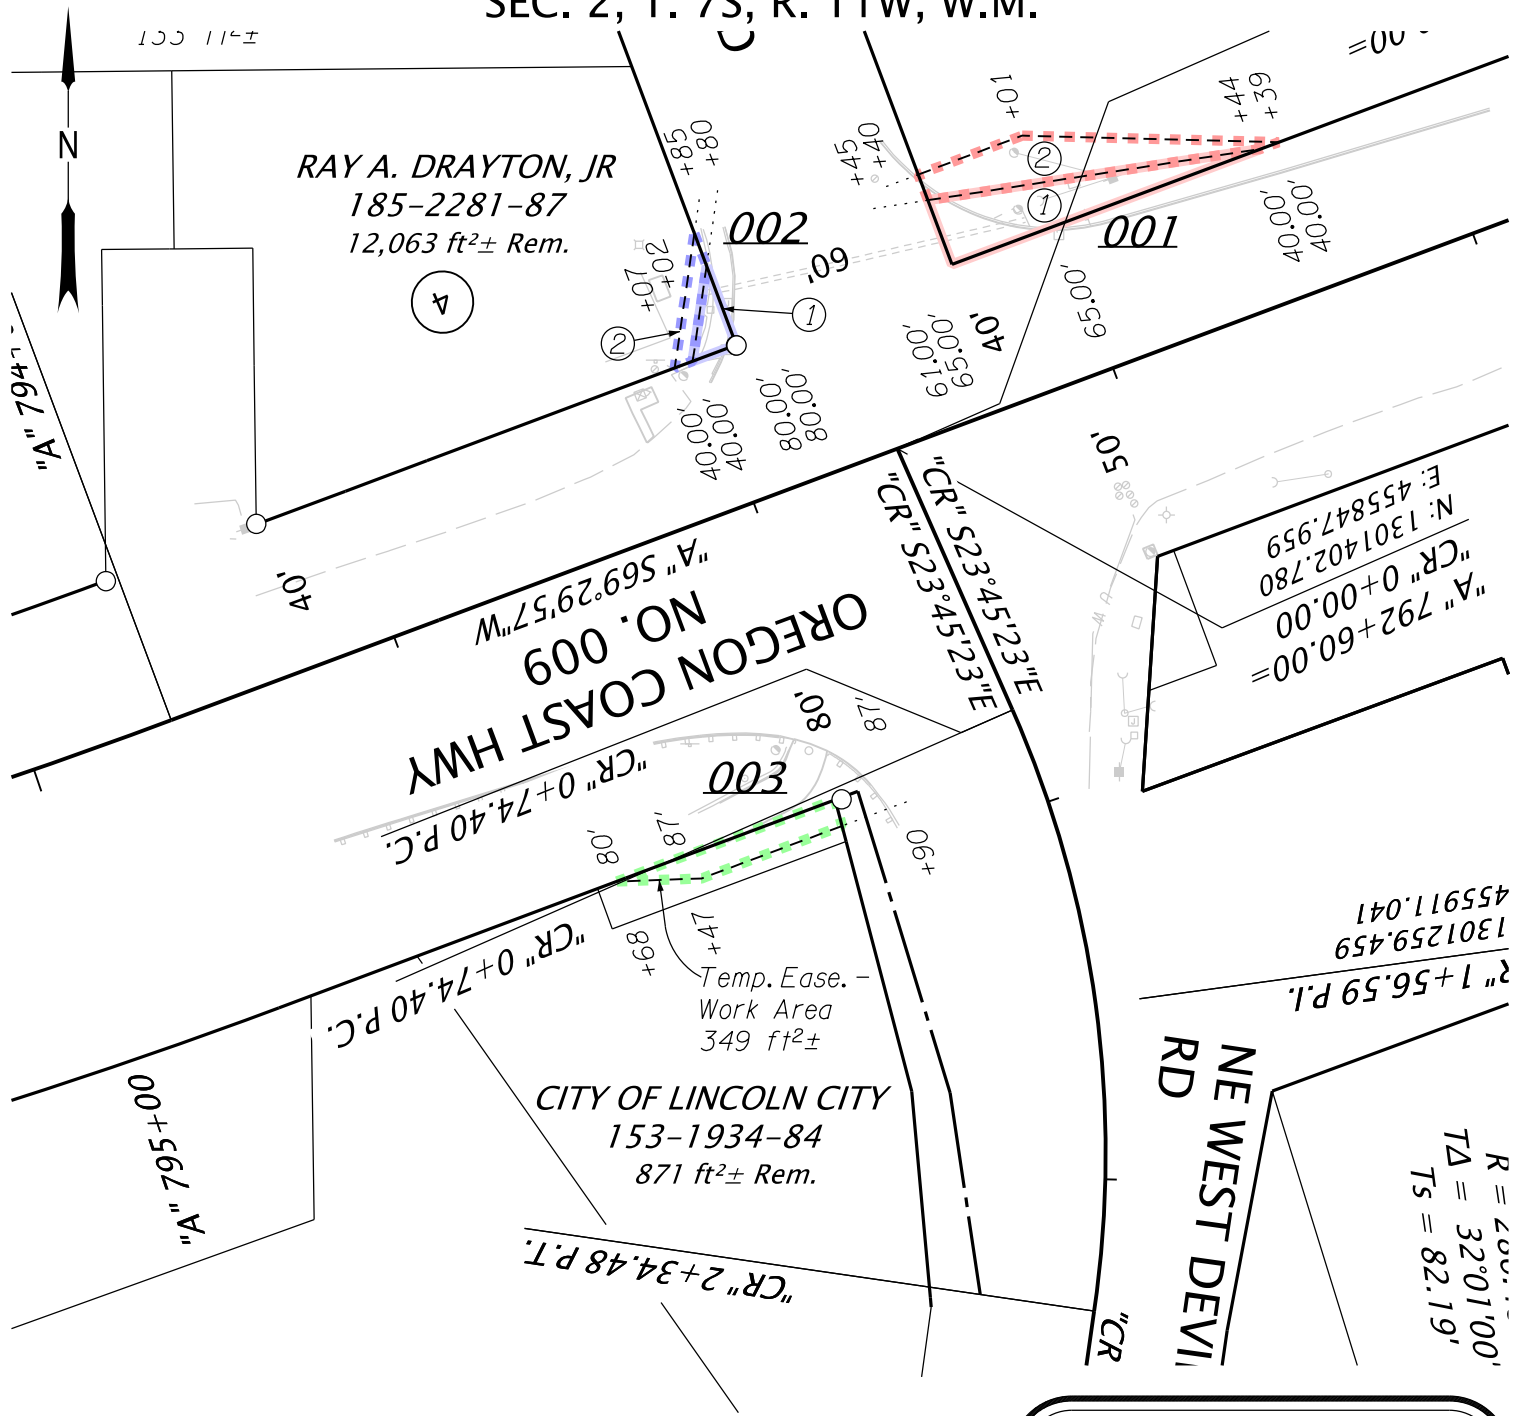 SEC. 2, T. 7S, R. 11W, W.M.
N
RAY A. DRAYTON, JR
185-2281-87
12,063 ft²± Rem.
4
+85
+80
+02
+07
002
1
2
60'
+45
+40
+01
+44
+39
2
1
001
40.00'
40.00'
65.00'
40'
65.00'
61.00'
80.00'
80.00'
40.00'
40.00'
50'
"A" S69°29'57"W
OREGON COAST HWY
NO. 009
"CR" S23°45'23"E
"CR" S23°45'23"E
E: 455847.959
N: 1301402.780
"CR" 0+00.00
"A" 792+60.00=
40'
80'
87'
003
"CR" 0+74.40 P.C.
80'
87'
+90
+47
+68
Temp. Ease.-
Work Area
349 ft²±
"CR" 0+74.40 P.C.
CITY OF LINCOLN CITY
153-1934-84
871 ft²± Rem.
"A" 795+00
"CR" 2+34.48 P.T.
455911.041
1301259.459
1+56.59 P.I.
NE WEST DEVI
RD
"CR
TΔ = 32°01'00"
Ts = 82.19'